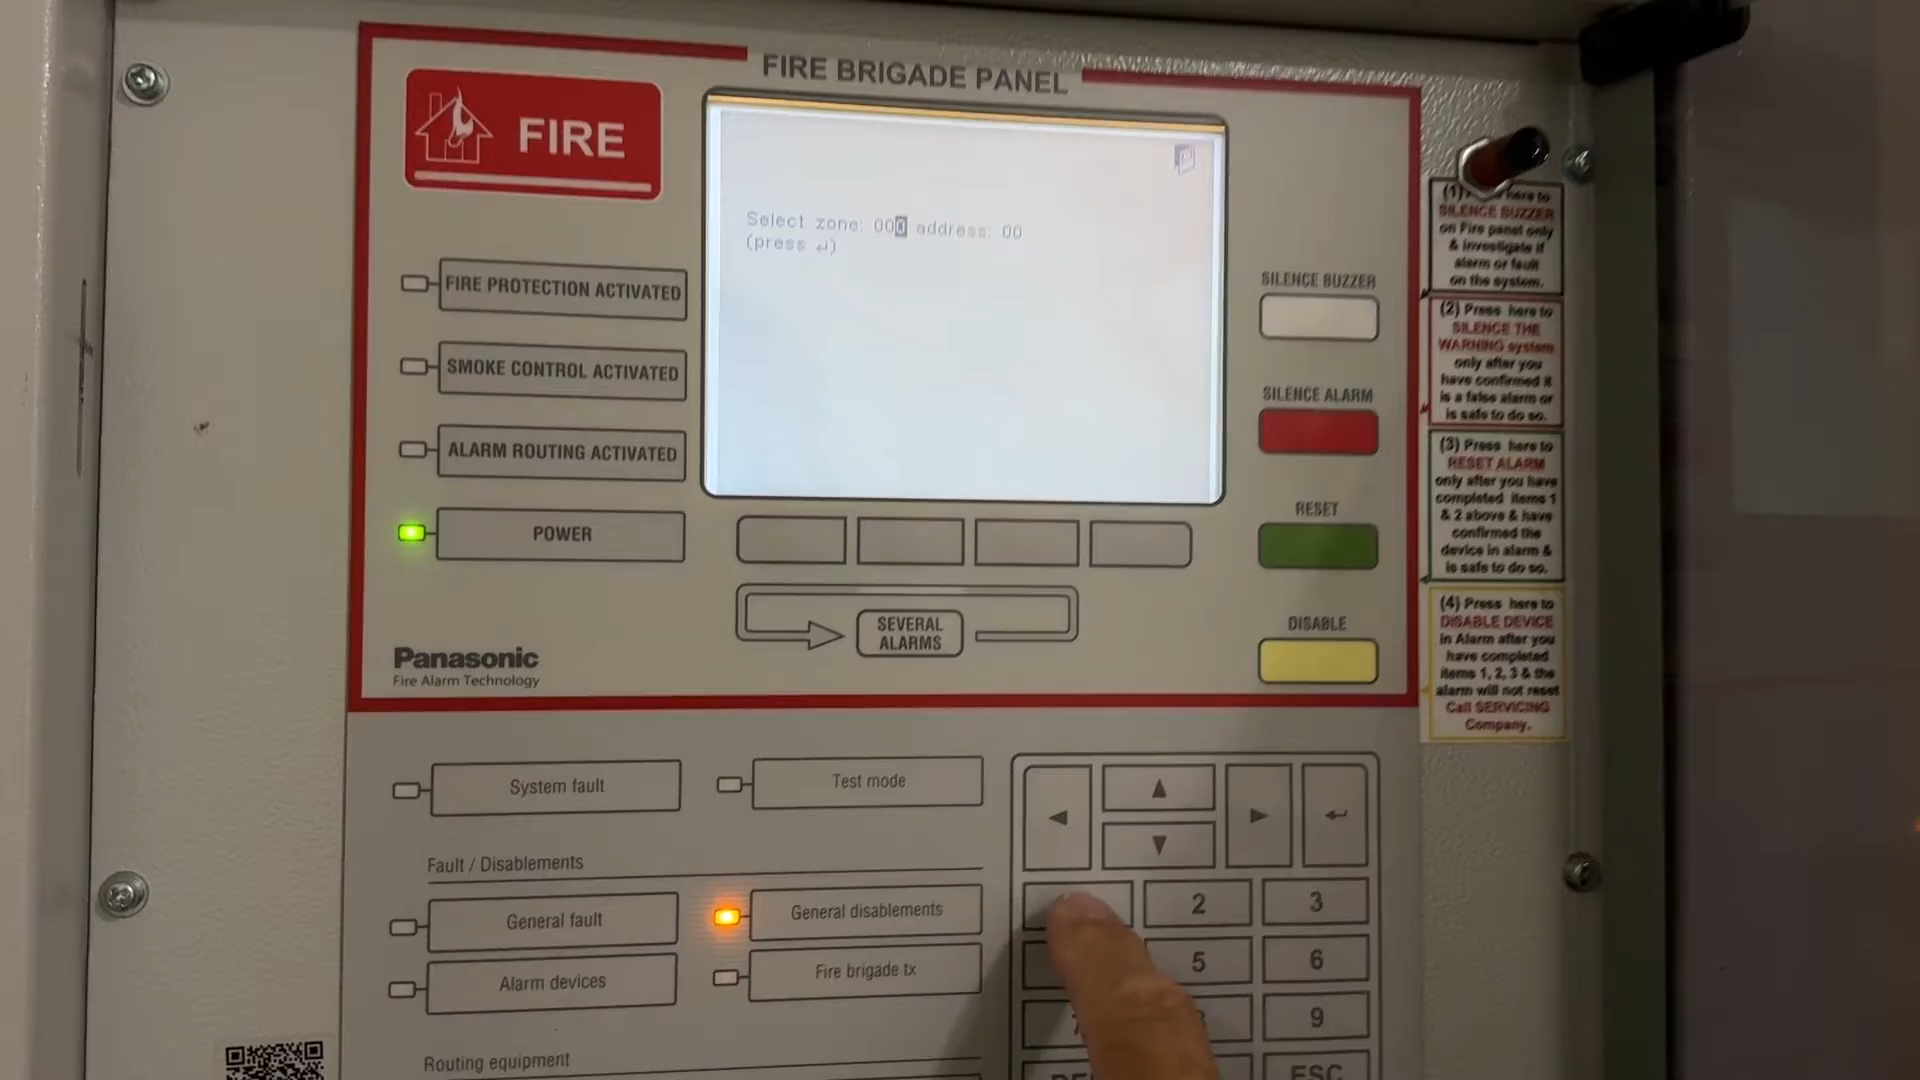 FIRE BRIGADE PANEL
FIRE
Select zone: 000 address: 00
(press ↵)
FIRE PROTECTION ACTIVATED
SMOKE CONTROL ACTIVATED
ALARM ROUTING ACTIVATED
POWER
SEVERAL
ALARMS
Panasonic
Fire Alarm Technology
SILENCE BUZZER
SILENCE ALARM
RESET
DISABLE
(1)
here to
SILENCE BUZZER
on Fire panel only
& investigate if
alarm or fault
on the system.
(2) Press here to
SILENCE THE
WARNING system
only after you
have confirmed it
is a false alarm or
is safe to do so.
(3) Press here to
RESET ALARM
only after you have
completed items 1
& 2 above & have
confirmed the
device in alarm &
is safe to do so.
(4) Press here to
DISABLE DEVICE
in Alarm after you
have completed
items 1, 2, 3 & the
alarm will not reset
Call SERVICING
Company.
System fault
Test mode
Fault / Disablements
General fault
General disablements
Alarm devices
Fire brigade tx
Routing equipment
◄ ▲ ▼ ► ↵
2 3
5 6
7 9
ESC